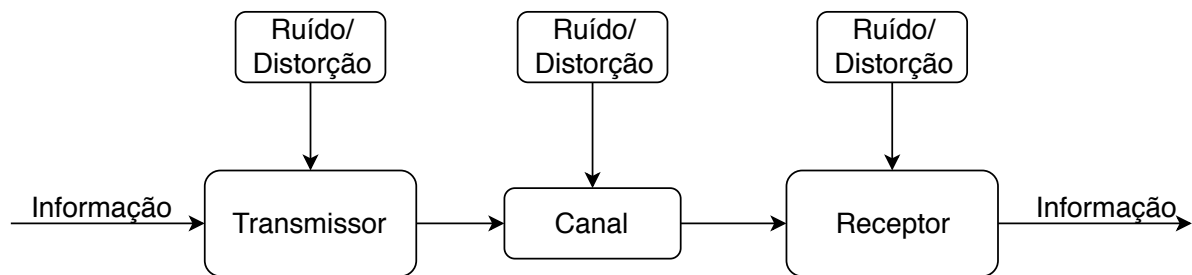 Ruído/
Distorção
Ruído/
Distorção
Ruído/
Distorção
Informação
Transmissor
Canal
Receptor
Informação